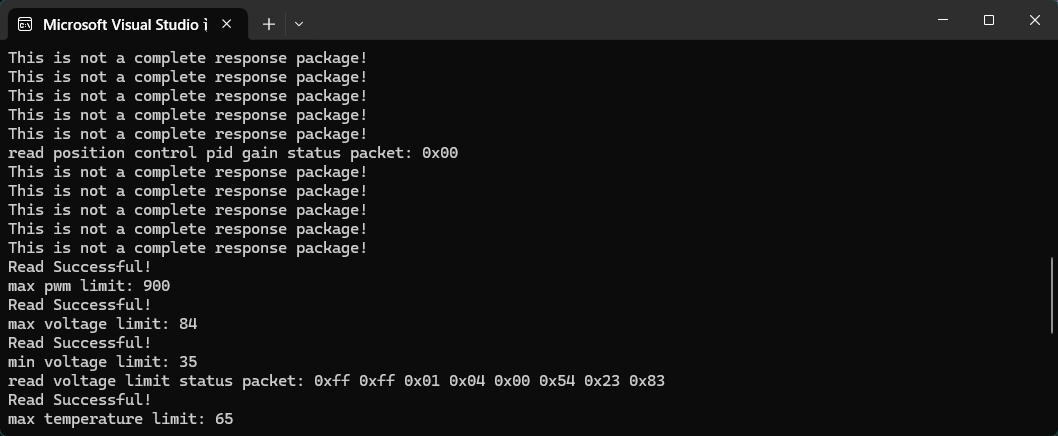 Microsoft Visual Studio
This is not a complete response package!
This is not a complete response package!
This is not a complete response package!
This is not a complete response package!
This is not a complete response package!
read position control pid gain status packet: 0x00
This is not a complete response package!
This is not a complete response package!
This is not a complete response package!
This is not a complete response package!
This is not a complete response package!
Read Successful!
max pwm limit: 900
Read Successful!
max voltage limit: 84
Read Successful!
min voltage limit: 35
read voltage limit status packet: 0xff 0xff 0x01 0x04 0x00 0x54 0x23 0x83
Read Successful!
max temperature limit: 65